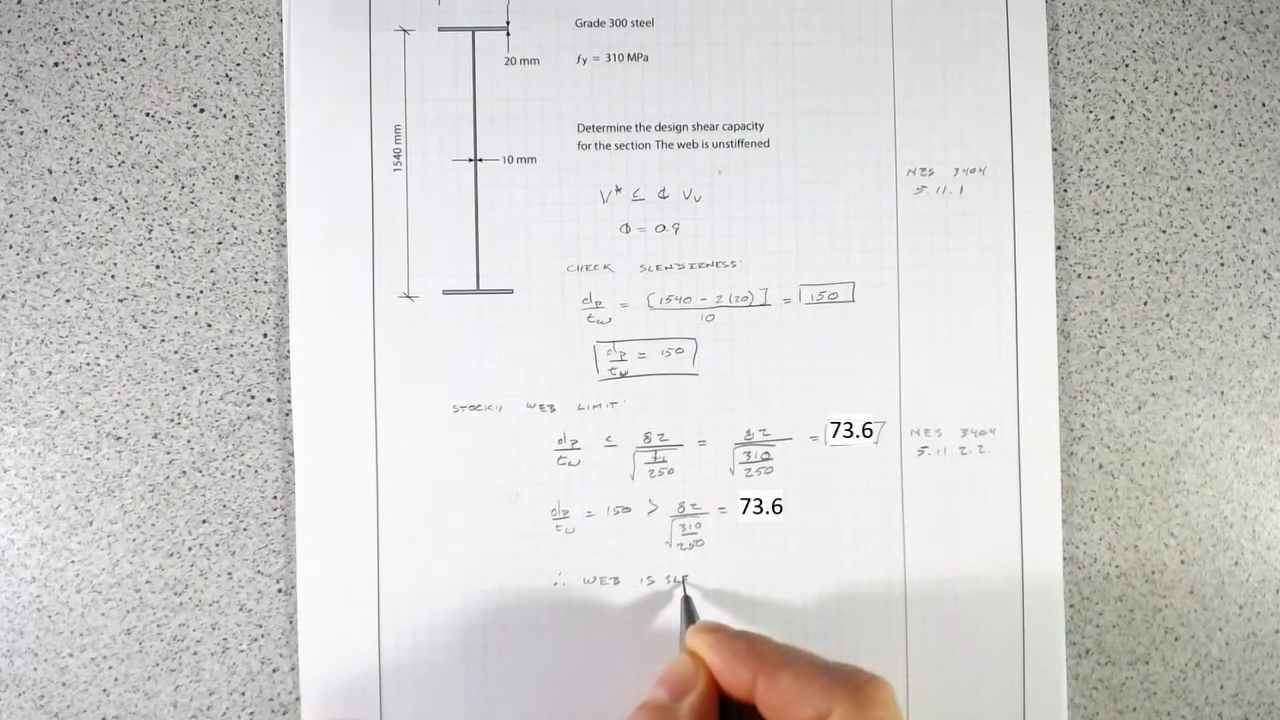 Grade 300 steel
20 mm
fy = 310 MPa
1540 mm
Determine the design shear capacity
for the section The web is unstiffened
10 mm
NZS 3404
5.11.1
V* ≤ φ Vv
φ = 0.9
CHECK SLENDERNESS:
dp/tw = [1540 - 2(20)]/10 = 150
dp/tw = 150
STOCKY WEB LIMIT:
dp/tw ≤ 82/√(fy/250) = 82/√(310/250) = 73.6
NZS 3404
5.11.2.2
dp/tw = 150 > 82/√(310/250) = 73.6
∴ WEB IS SLE